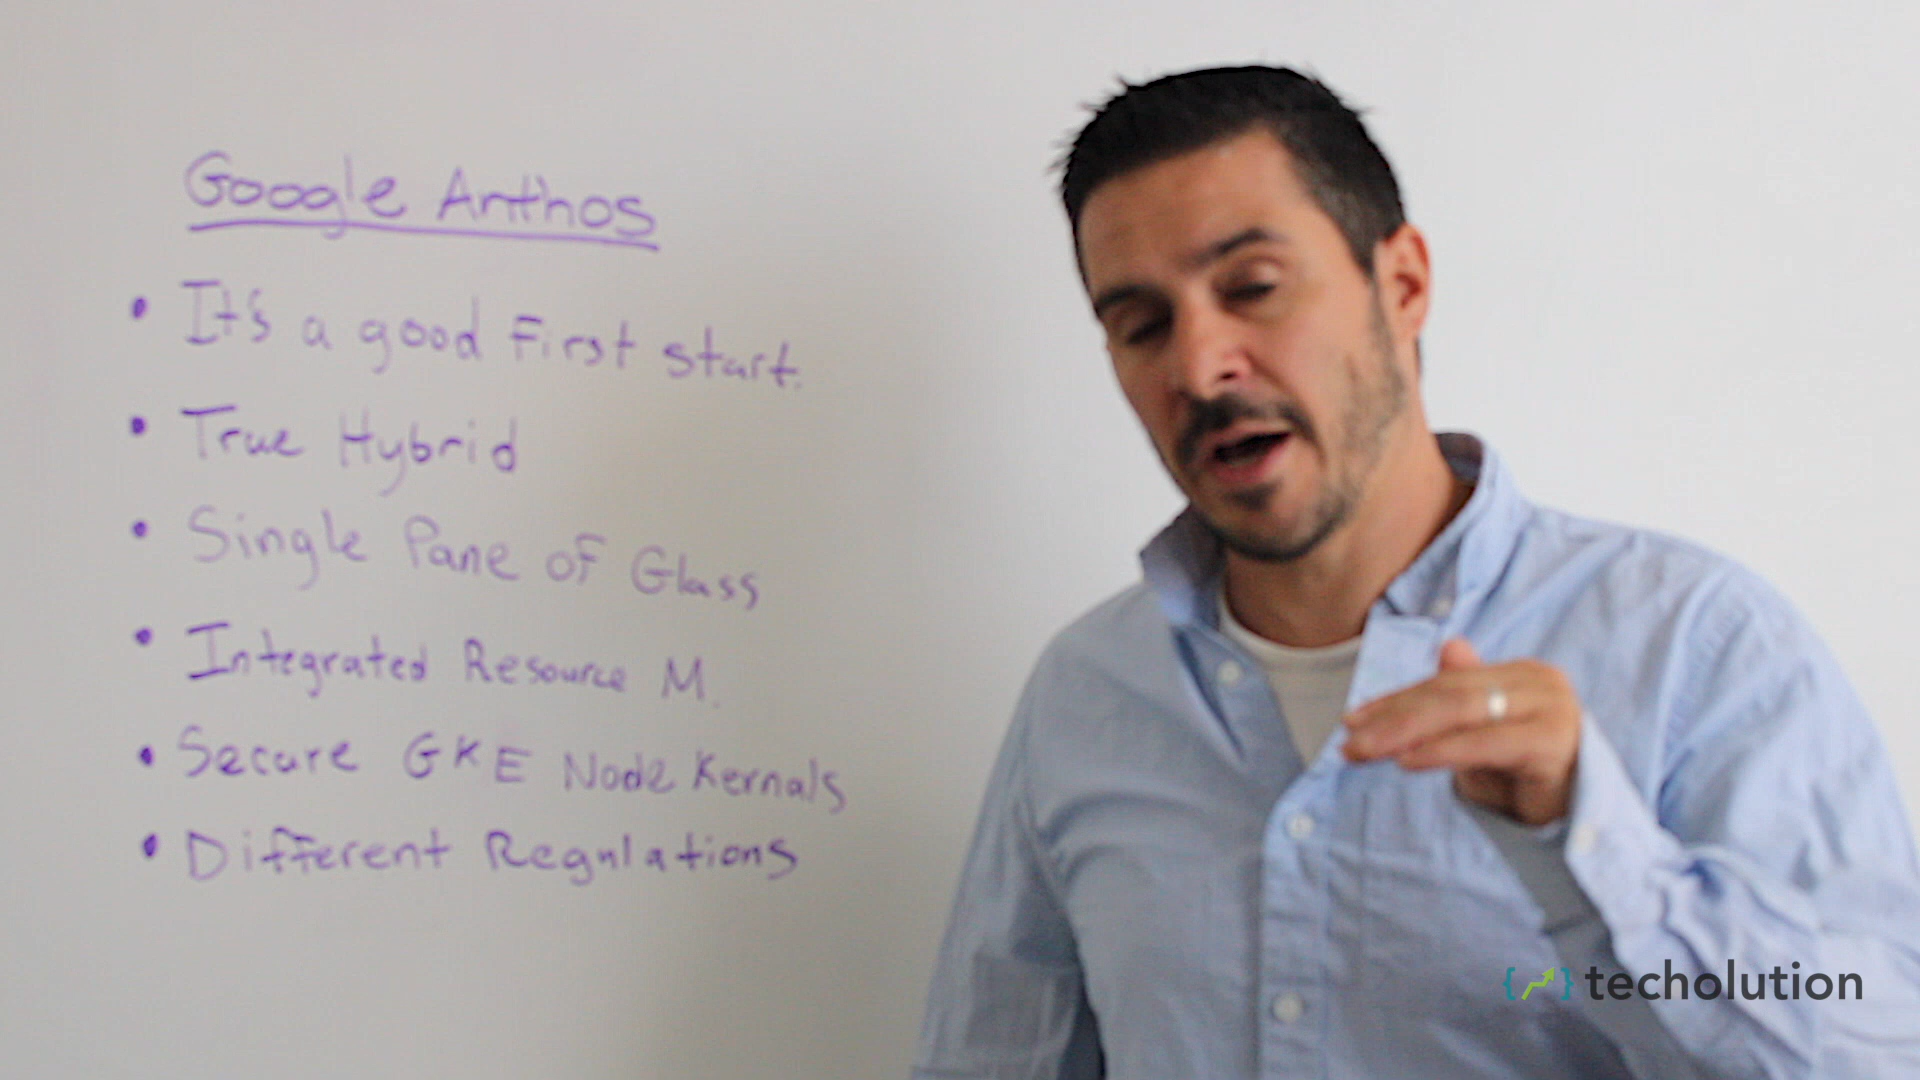 Google Anthos
• It's a good First start.
• True Hybrid
• Single Pane of Glass
• Integrated Resource M.
• Secure GKE Node Kernals
• Different Regulations
techolution